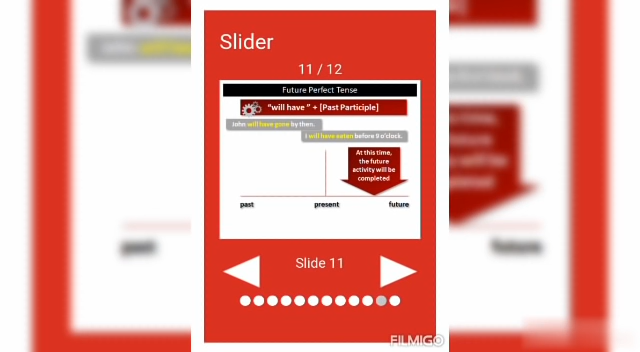 Slider
11 / 12
Future Perfect Tense
"will have " + [Past Participle]
John will have gone by then.
I will have eaten before 9 o'clock.
At this time,
the future
activity will be
completed
past present future
Slide 11
FILMIGO